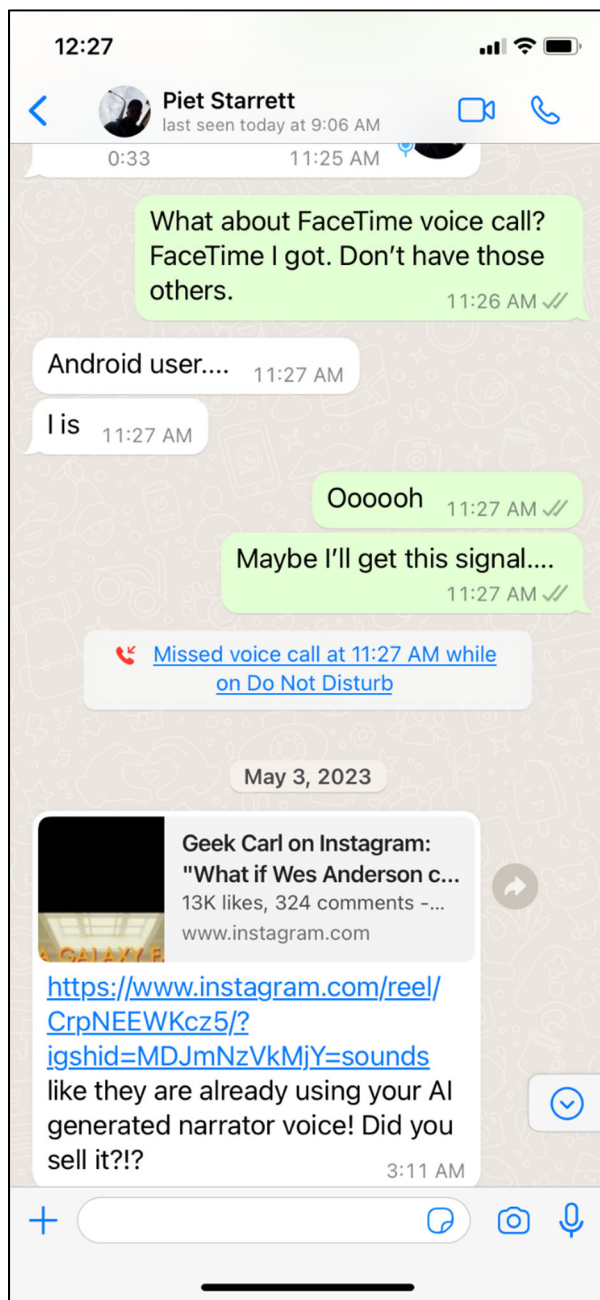 12:27
Piet Starrett
last seen today at 9:06 AM
0:33 11:25 AM
What about FaceTime voice call?
FaceTime I got. Don’t have those
others.
11:26 AM
Android user....
11:27 AM
I is
11:27 AM
Oooooh
11:27 AM
Maybe I’ll get this signal....
11:27 AM
Missed voice call at 11:27 AM while
on Do Not Disturb
May 3, 2023
Geek Carl on Instagram:
"What if Wes Anderson c...
13K likes, 324 comments -...
www.instagram.com
A GALAXY F
https://www.instagram.com/reel/
CrpNEEWKcz5/?
igshid=MDJmNzVkMjY=sounds
like they are already using your AI
generated narrator voice! Did you
sell it?!?
3:11 AM